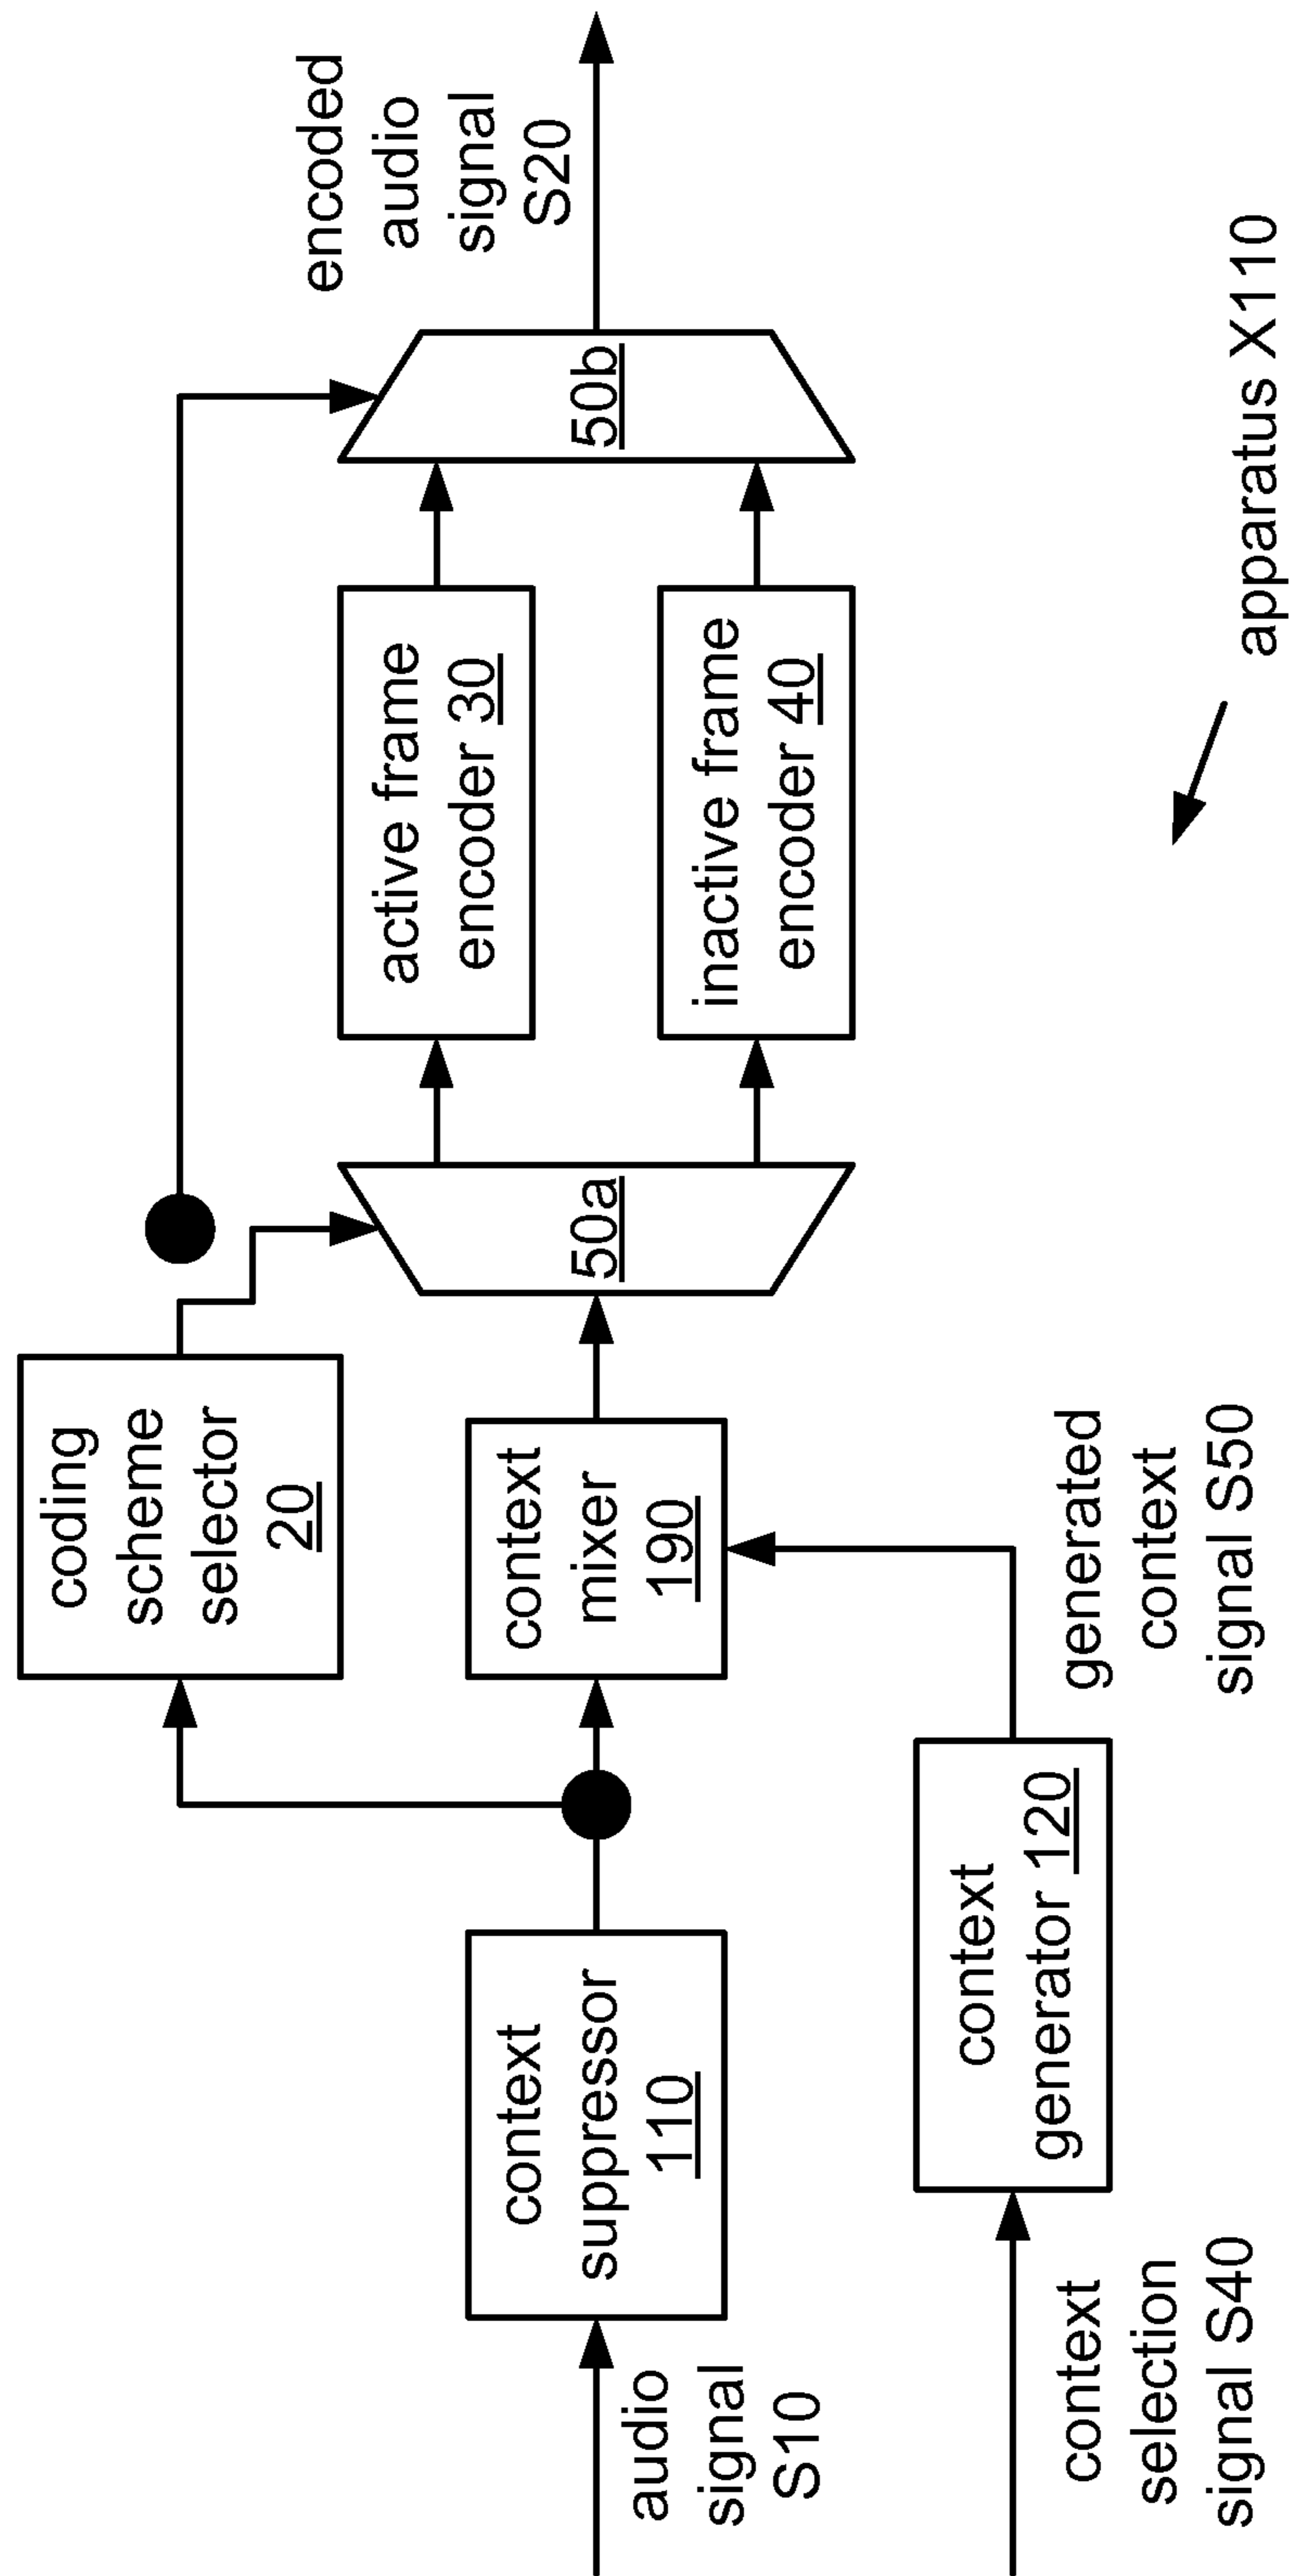 coding
scheme
selector
20
encoded
audio
signal
S20
context
suppressor
110
context
mixer
190
50a
active frame
encoder 30
inactive frame
encoder 40
50b
audio
signal
S10
context
generator 120
context
selection
signal S40
generated
context
signal S50
apparatus X110